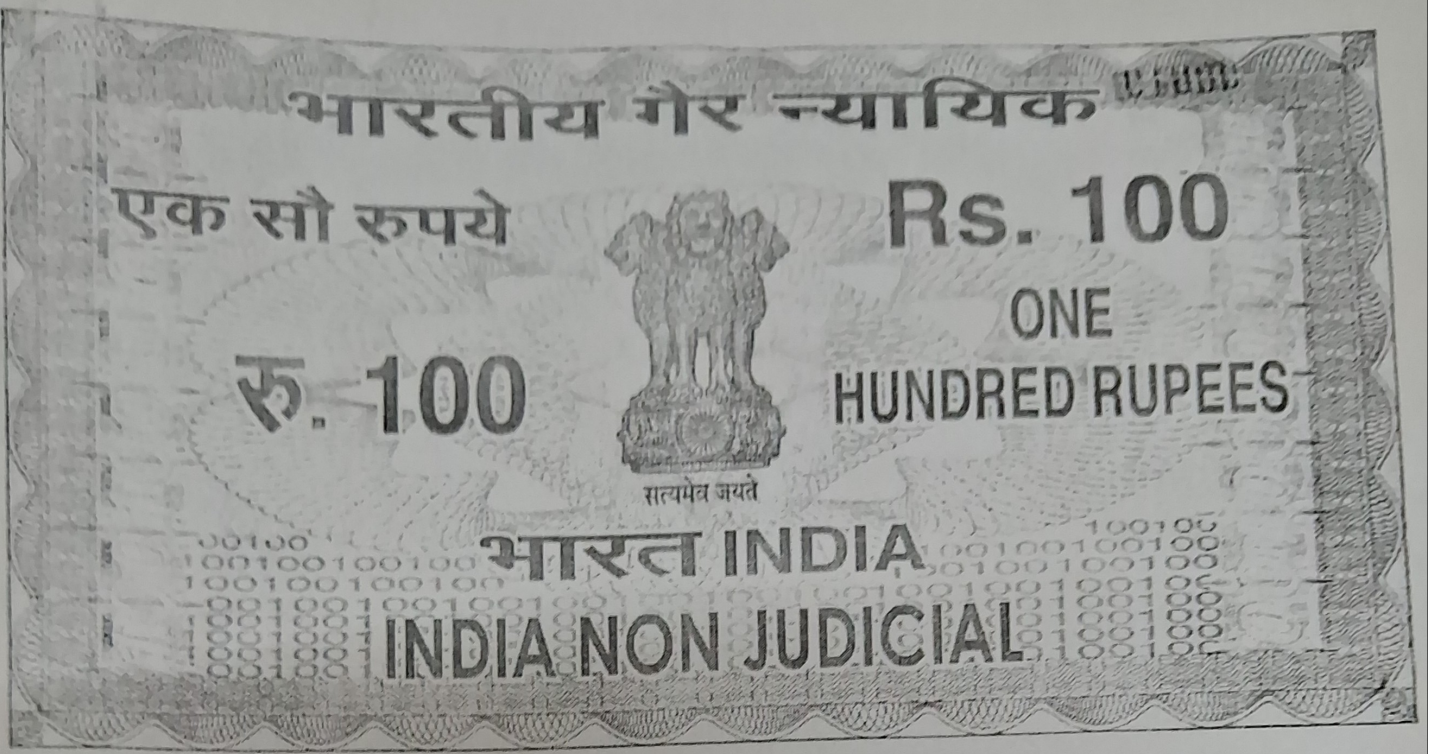 भारतीय गैर न्यायिक
एक सौ रुपये
Rs. 100
रु. 100
ONE
HUNDRED RUPEES
सत्यमेव जयते
भारत INDIA
INDIA NON JUDICIAL